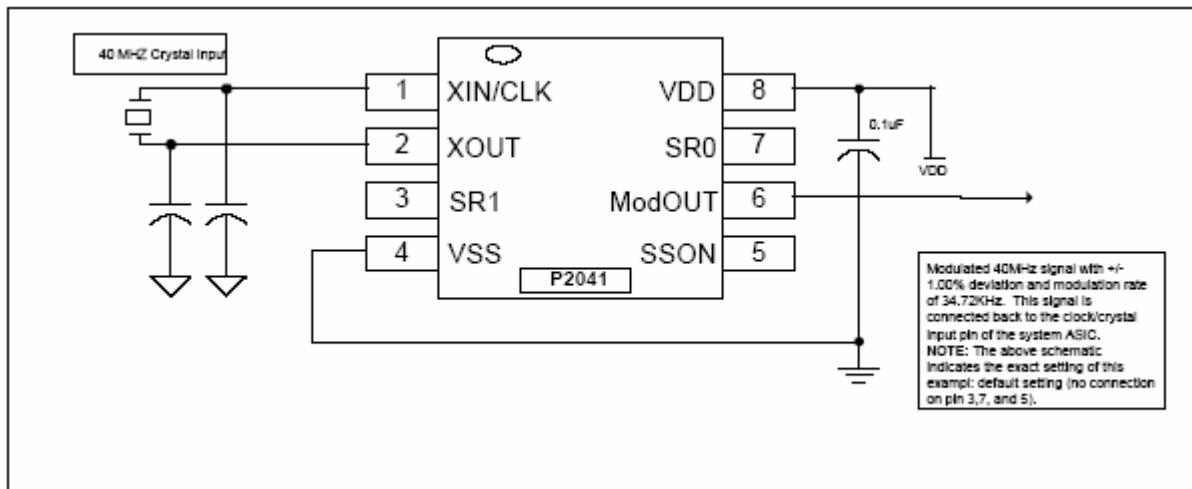 40 MHZ Crystal Input
1 XIN/CLK VDD 8
0.1uF
2 XOUT SR0 7
VDD
3 SR1 ModOUT 6
4 VSS SSON 5
P2041
Modulated 40MHz signal with +/-
1.00% deviation and modulation rate
of 34.72KHz. This signal is
connected back to the clock/crystal
input pin of the system ASIC.
NOTE: The above schematic
indicates the exact setting of this
exampl: default setting (no connection
on pin 3,7, and 5).